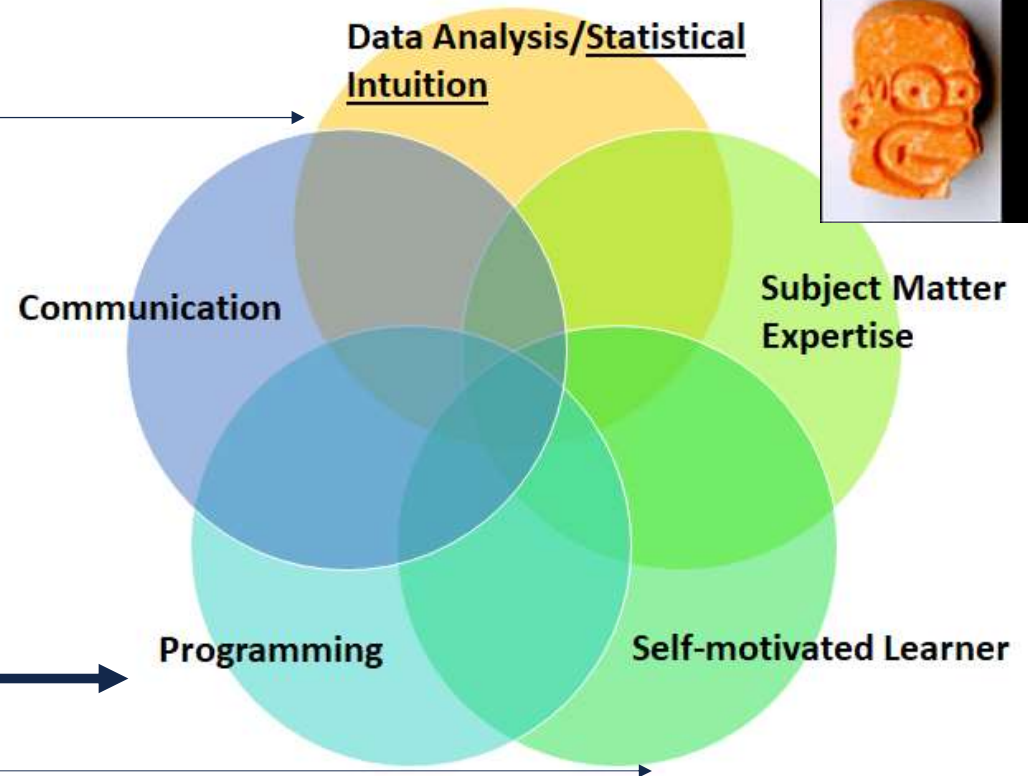 Data Analysis/Statistical
Intuition
Communication
Subject Matter
Expertise
Programming
Self-motivated Learner